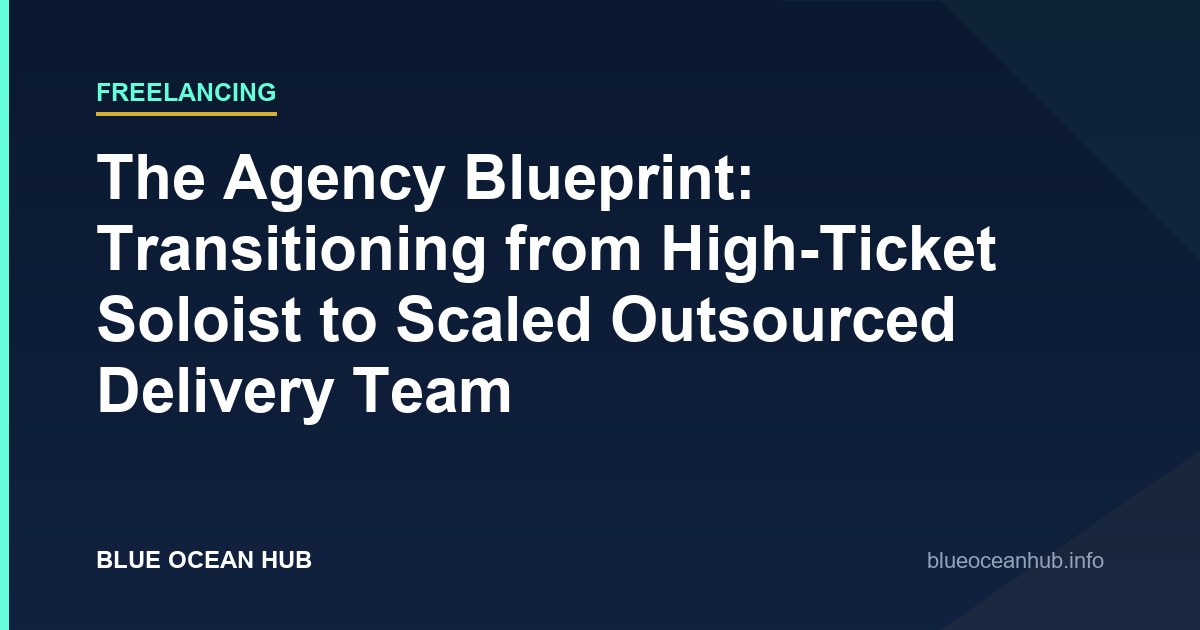 FREELANCING
The Agency Blueprint:
Transitioning from High-Ticket
Soloist to Scaled Outsourced
Delivery Team
BLUE OCEAN HUB
blueoceanhub.info